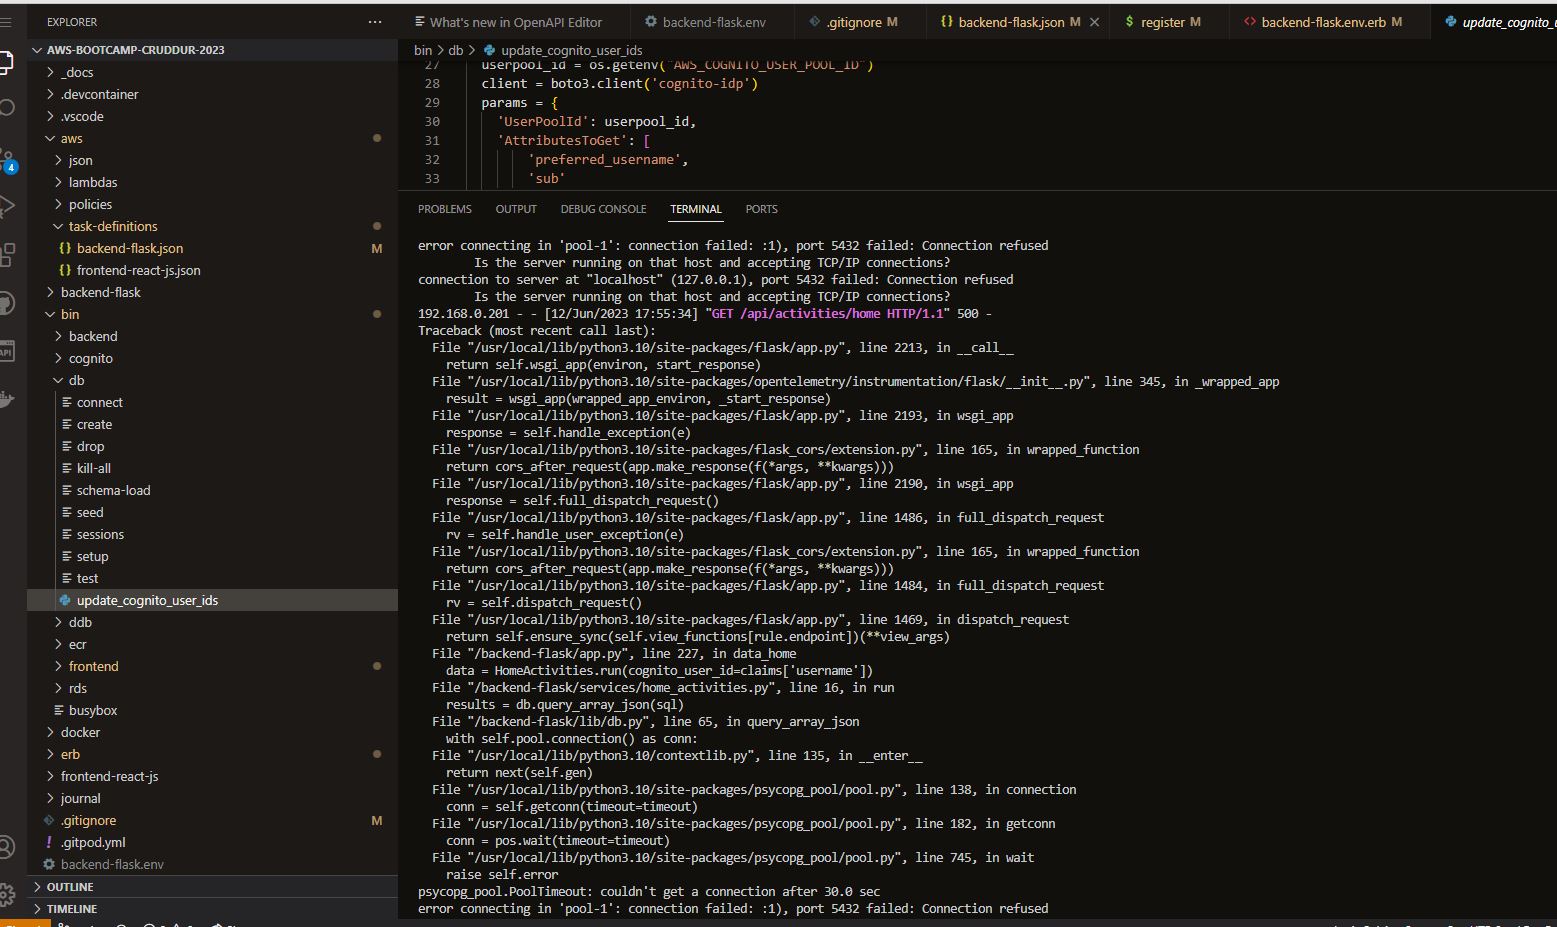 EXPLORER
...
AWS-BOOTCAMP-CRUDDUR-2023
_docs
.devcontainer
.vscode
aws
json
lambdas
policies
task-definitions
backend-flask.json M
frontend-react-js.json
backend-flask
bin
backend
cognito
db
connect
create
drop
kill-all
schema-load
seed
sessions
setup
test
update_cognito_user_ids
ddb
ecr
frontend
rds
busybox
docker
erb
frontend-react-js
journal
.gitignore M
.gitpod.yml
backend-flask.env
OUTLINE
TIMELINE
4
API
What's new in OpenAPI Editor backend-flask.env .gitignore M backend-flask.json M register M backend-flask.env.erb M
bin > db > update_cognito_user_ids
27 userpool_id = os.getenv("AWS_COGNITO_USER_POOL_ID")
28 client = boto3.client('cognito-idp')
29 params = {
30 'UserPoolId': userpool_id,
31 'AttributesToGet': [
32 'preferred_username',
33 'sub'
PROBLEMS OUTPUT DEBUG CONSOLE TERMINAL PORTS
error connecting in 'pool-1': connection failed: :1), port 5432 failed: Connection refused
Is the server running on that host and accepting TCP/IP connections?
connection to server at "localhost" (127.0.0.1), port 5432 failed: Connection refused
Is the server running on that host and accepting TCP/IP connections?
192.168.0.201 - - [12/Jun/2023 17:55:34] "GET /api/activities/home HTTP/1.1" 500 -
Traceback (most recent call last):
File "/usr/local/lib/python3.10/site-packages/flask/app.py", line 2213, in __call__
return self.wsgi_app(environ, start_response)
File "/usr/local/lib/python3.10/site-packages/opentelemetry/instrumentation/flask/__init__.py", line 345, in _wrapped_app
result = wsgi_app(wrapped_app_environ, _start_response)
File "/usr/local/lib/python3.10/site-packages/flask/app.py", line 2193, in wsgi_app
response = self.handle_exception(e)
File "/usr/local/lib/python3.10/site-packages/flask_cors/extension.py", line 165, in wrapped_function
return cors_after_request(app.make_response(f(*args, **kwargs)))
File "/usr/local/lib/python3.10/site-packages/flask/app.py", line 2190, in wsgi_app
response = self.full_dispatch_request()
File "/usr/local/lib/python3.10/site-packages/flask/app.py", line 1486, in full_dispatch_request
rv = self.handle_user_exception(e)
File "/usr/local/lib/python3.10/site-packages/flask_cors/extension.py", line 165, in wrapped_function
return cors_after_request(app.make_response(f(*args, **kwargs)))
File "/usr/local/lib/python3.10/site-packages/flask/app.py", line 1484, in full_dispatch_request
rv = self.dispatch_request()
File "/usr/local/lib/python3.10/site-packages/flask/app.py", line 1469, in dispatch_request
return self.ensure_sync(self.view_functions[rule.endpoint])(**view_args)
File "/backend-flask/app.py", line 227, in data_home
data = HomeActivities.run(cognito_user_id=claims['username'])
File "/backend-flask/services/home_activities.py", line 16, in run
results = db.query_array_json(sql)
File "/backend-flask/lib/db.py", line 65, in query_array_json
with self.pool.connection() as conn:
File "/usr/local/lib/python3.10/contextlib.py", line 135, in __enter__
return next(self.gen)
File "/usr/local/lib/python3.10/site-packages/psycopg_pool/pool.py", line 138, in connection
conn = self.getconn(timeout=timeout)
File "/usr/local/lib/python3.10/site-packages/psycopg_pool/pool.py", line 182, in getconn
conn = pos.wait(timeout=timeout)
File "/usr/local/lib/python3.10/site-packages/psycopg_pool/pool.py", line 745, in wait
raise self.error
psycopg_pool.PoolTimeout: couldn't get a connection after 30.0 sec
error connecting in 'pool-1': connection failed: :1), port 5432 failed: Connection refused